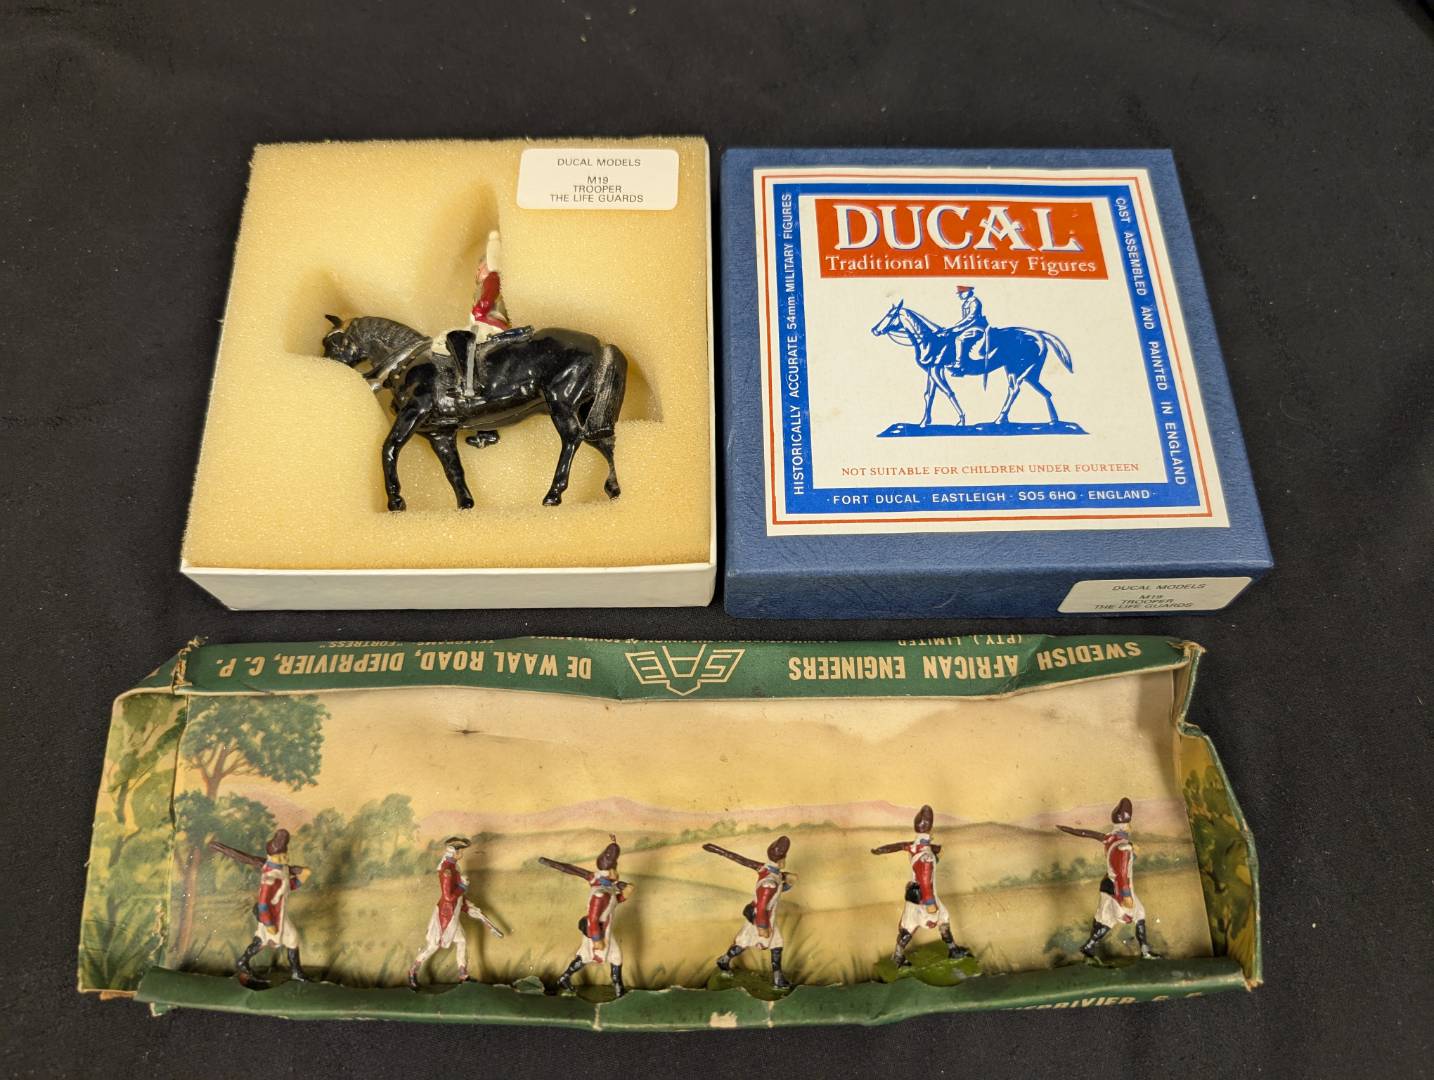 DUCAL MODELS
M19
TROOPER
THE LIFE GUARDS
DUCAL
Traditional Military Figures
HISTORICALLY ACCURATE 54mm MILITARY FIGURES
CAST ASSEMBLED AND PAINTED IN ENGLAND
NOT SUITABLE FOR CHILDREN UNDER FOURTEEN
· FORT DUCAL · EASTLEIGH · SO5 6HQ · ENGLAND ·
DUCAL MODELS
M19
TROOPER
THE LIFE GUARDS
SWEDISH AFRICAN ENGINEERS
(PTY.) LIMITED
SAE
DE WAAL ROAD, DIEPRIVIER, C. P.
"FORTRESS"
DIEPRIVIER, C. P.